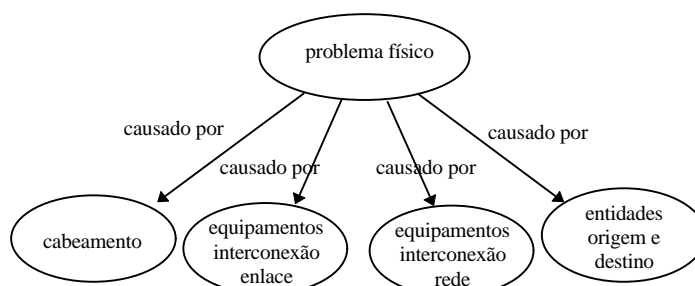 problema físico
causado por
causado por
causado por
causado por
cabeamento
equipamentos
interconexão
enlace
equipamentos
interconexão
rede
entidades
origem e
destino